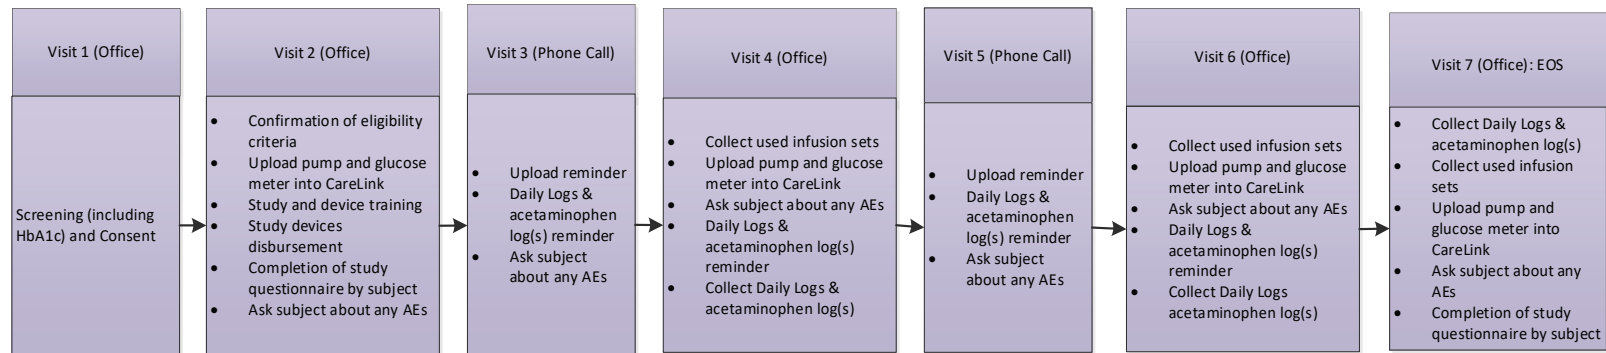 Visit 1 (Office)
Screening (including
HbA1c) and Consent
Visit 2 (Office)
• Confirmation of eligibility
criteria
• Upload pump and glucose
meter into CareLink
• Study and device training
• Study devices
disbursement
• Completion of study
questionnaire by subject
• Ask subject about any AEs
Visit 3 (Phone Call)
• Upload reminder
• Daily Logs &
acetaminophen
log(s) reminder
• Ask subject
about any AEs
Visit 4 (Office)
• Collect used infusion sets
• Upload pump and glucose
meter into CareLink
• Ask subject about any AEs
• Daily Logs &
acetaminophen log(s)
reminder
• Collect Daily Logs &
acetaminophen log(s)
Visit 5 (Phone Call)
• Upload reminder
• Daily Logs &
acetaminophen
log(s) reminder
• Ask subject
about any AEs
Visit 6 (Office)
• Collect used infusion sets
• Upload pump and glucose
meter into CareLink
• Ask subject about any AEs
• Daily Logs &
acetaminophen log(s)
reminder
• Collect Daily Logs
acetaminophen log(s)
Visit 7 (Office): EOS
• Collect Daily Logs &
acetaminophen log(s)
• Collect used infusion
sets
• Upload pump and
glucose meter into
CareLink
• Ask subject about any
AEs
• Completion of study
questionnaire by subject